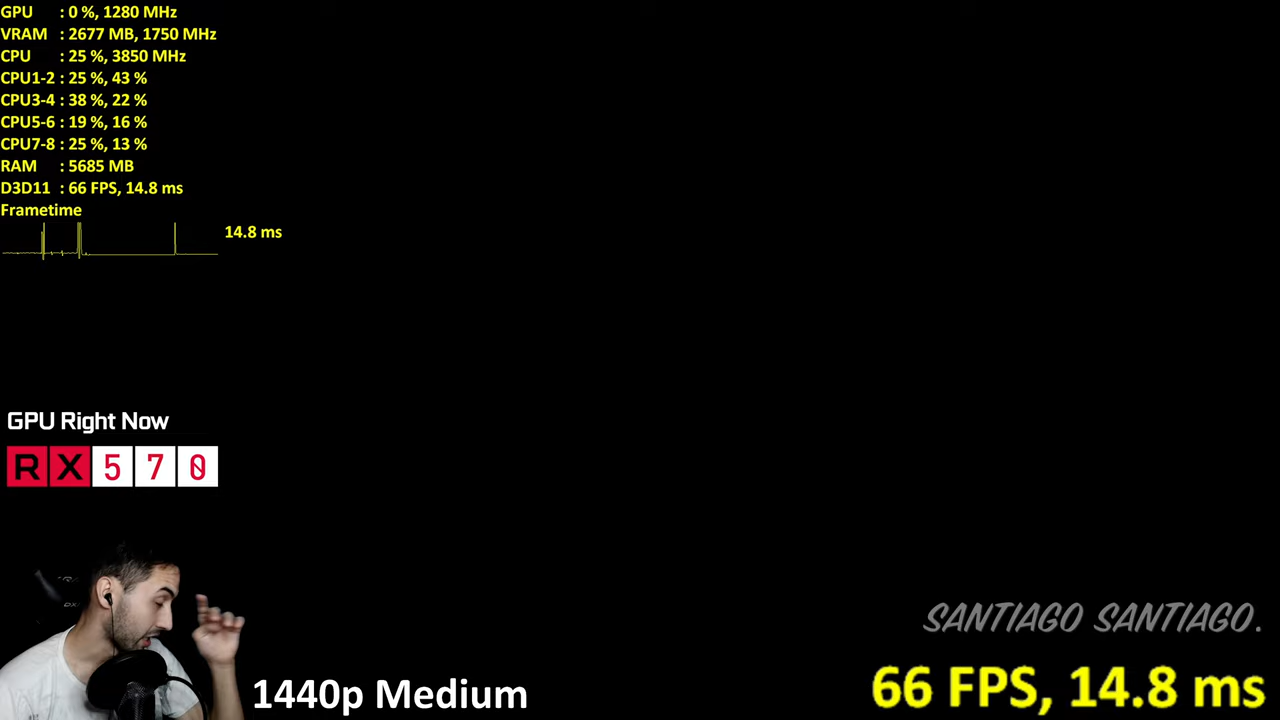 GPU : 0 %, 1280 MHz
VRAM : 2677 MB, 1750 MHz
CPU : 25 %, 3850 MHz
CPU1-2 : 25 %, 43 %
CPU3-4 : 38 %, 22 %
CPU5-6 : 19 %, 16 %
CPU7-8 : 25 %, 13 %
RAM : 5685 MB
D3D11 : 66 FPS, 14.8 ms
Frametime
14.8 ms
GPU Right Now
RX570
SANTIAGO SANTIAGO.
1440p Medium
66 FPS, 14.8 ms